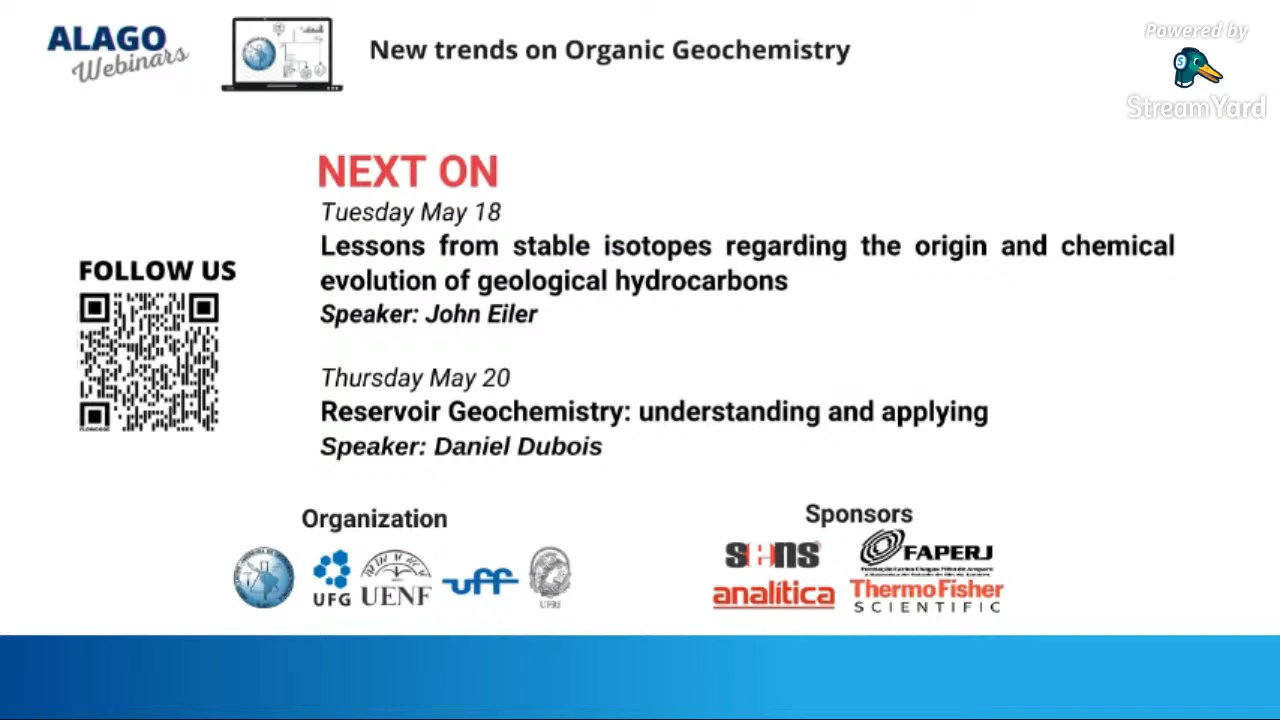 ALAGO
Webinars
New trends on Organic Geochemistry
Powered by
StreamYard
NEXT ON
Tuesday May 18
Lessons from stable isotopes regarding the origin and chemical
evolution of geological hydrocarbons
Speaker: John Eiler
FOLLOW US
Thursday May 20
Reservoir Geochemistry: understanding and applying
Speaker: Daniel Dubois
Organization
Sponsors
UFG
UENF
uff
UFRJ
sens
analítica
FAPERJ
ThermoFisher
SCIENTIFIC